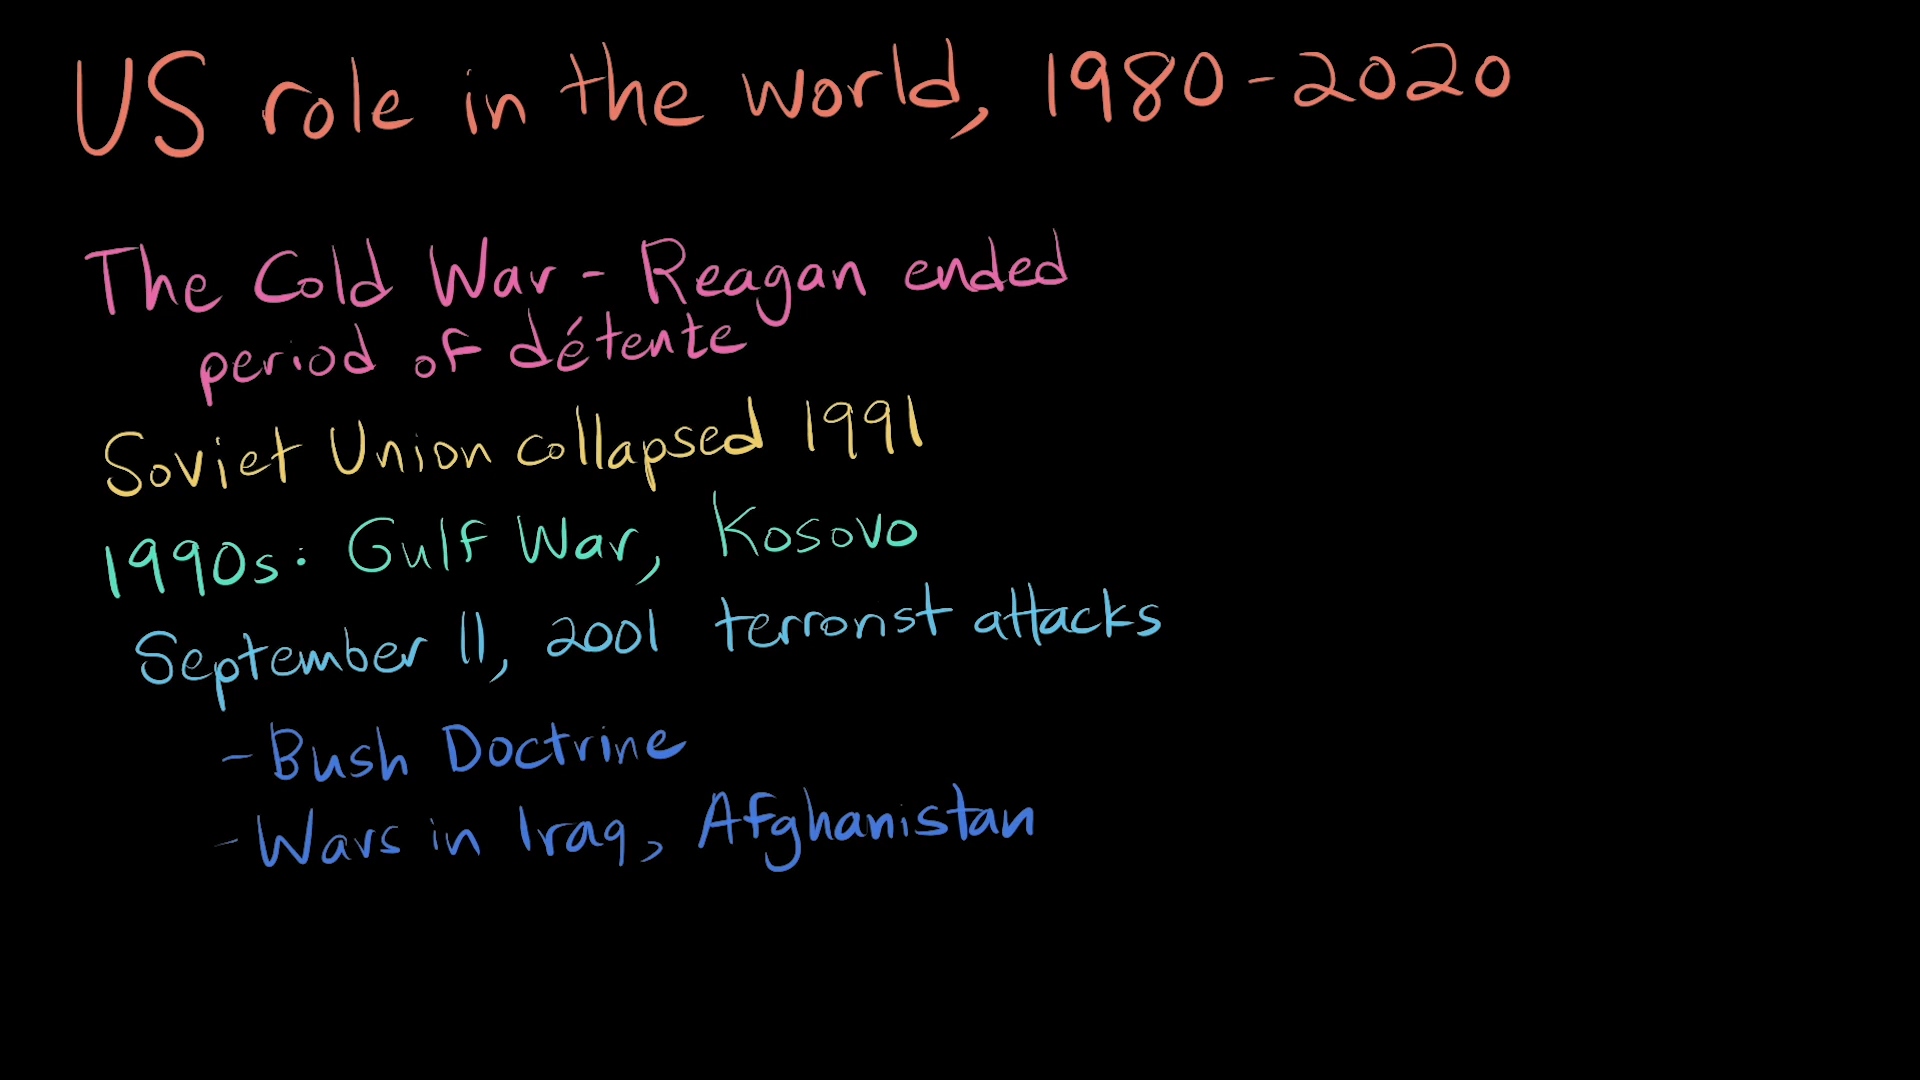 US role in the world, 1980-2020
The Cold War - Reagan ended
period of détente
Soviet Union collapsed 1991
1990s: Gulf War, Kosovo
September 11, 2001 terrorist attacks
- Bush Doctrine
- Wars in Iraq, Afghanistan